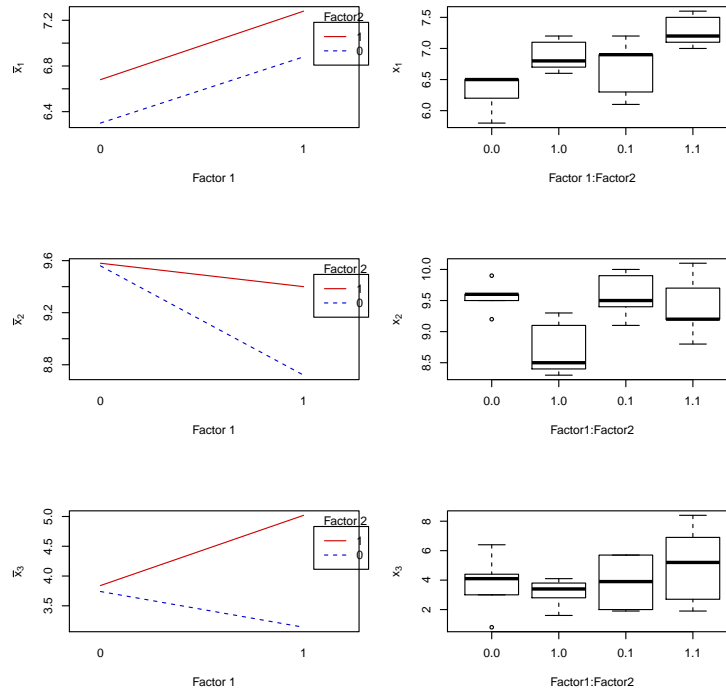 x̅1
7.2
6.8
6.4
Factor2
1
0
0 1
Factor 1
x1
7.5
7.0
6.5
6.0
0.0 1.0 0.1 1.1
Factor 1:Factor2
x̅2
9.6
9.2
8.8
Factor 2
1
0
0 1
Factor 1
x2
10.0
9.5
9.0
8.5
0.0 1.0 0.1 1.1
Factor1:Factor2
x̅3
5.0
4.5
4.0
3.5
Factor 2
1
0
0 1
Factor 1
x3
8
6
4
2
0.0 1.0 0.1 1.1
Factor1:Factor2